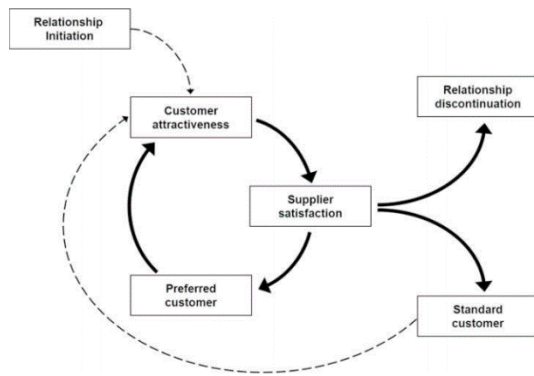 Relationship
Initiation
Customer
attractiveness
Relationship
discontinuation
Supplier
satisfaction
Preferred
customer
Standard
customer